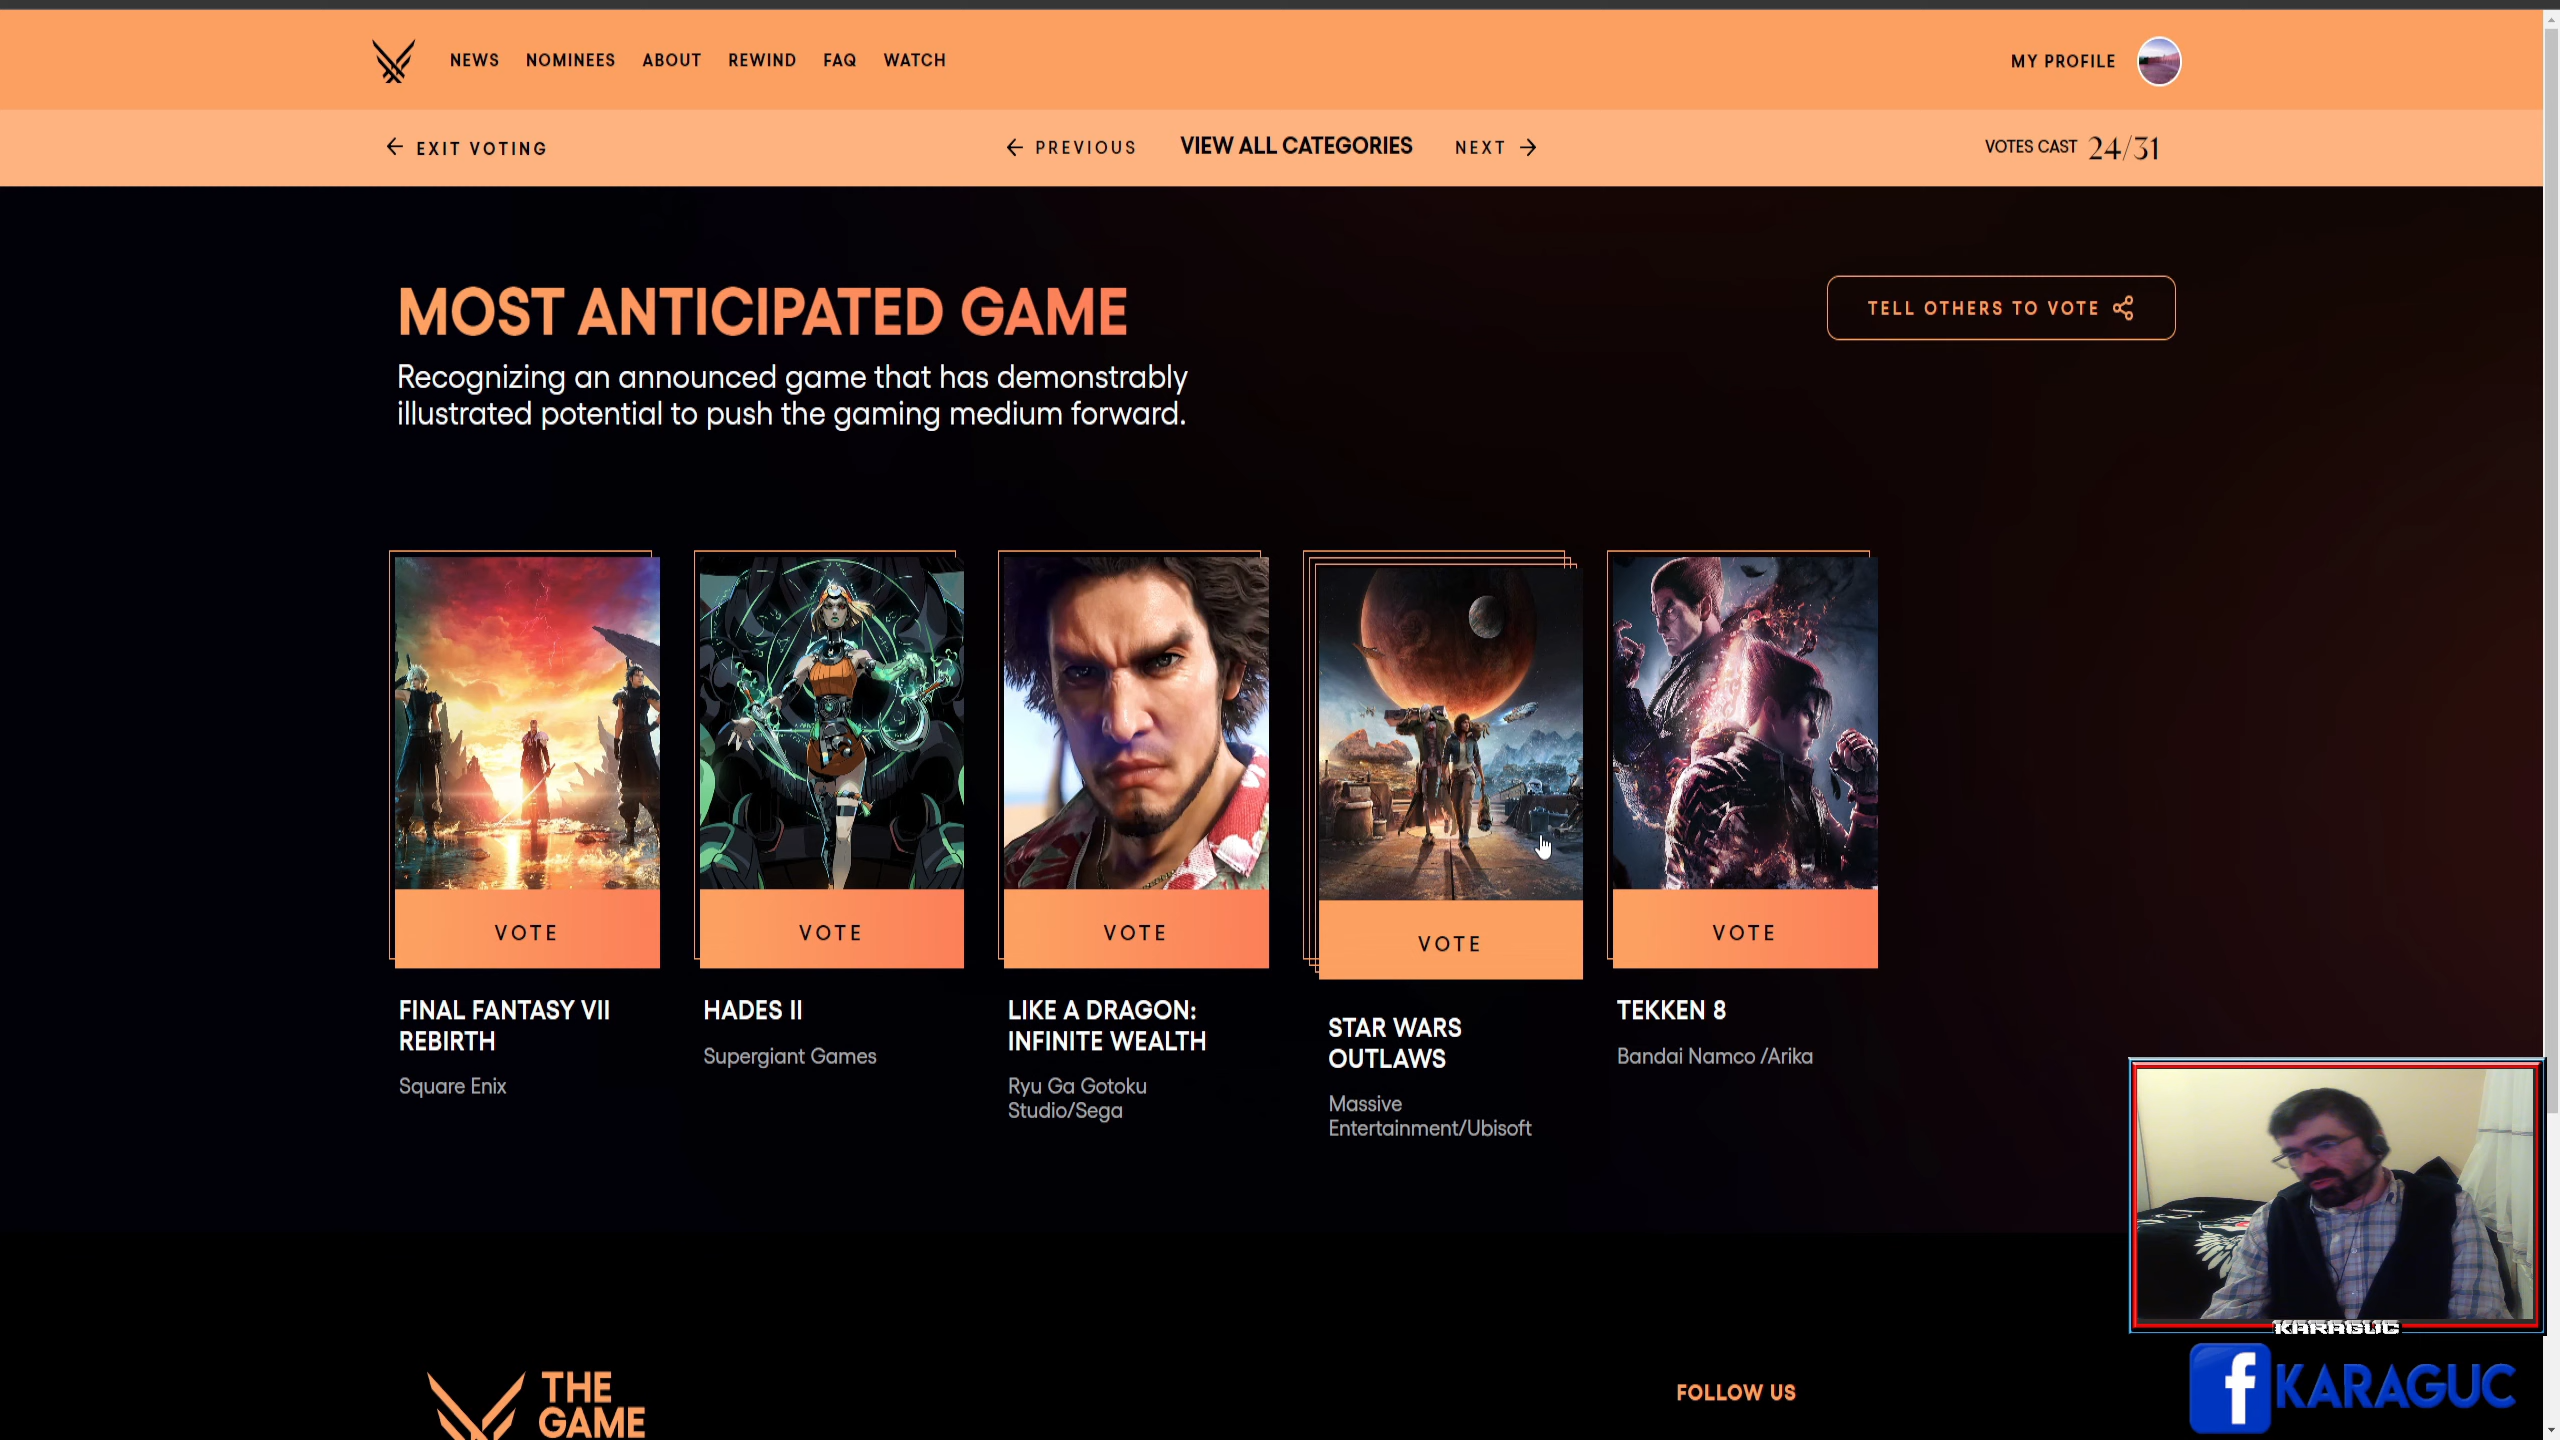 NEWS NOMINEES ABOUT REWIND FAQ WATCH MY PROFILE
EXIT VOTING PREVIOUS VIEW ALL CATEGORIES NEXT VOTES CAST 24/31
MOST ANTICIPATED GAME
TELL OTHERS TO VOTE
Recognizing an announced game that has demonstrably
illustrated potential to push the gaming medium forward.
VOTE
FINAL FANTASY VII
REBIRTH
Square Enix
VOTE
HADES II
Supergiant Games
VOTE
LIKE A DRAGON:
INFINITE WEALTH
Ryu Ga Gotoku
Studio/Sega
VOTE
STAR WARS
OUTLAWS
Massive
Entertainment/Ubisoft
VOTE
TEKKEN 8
Bandai Namco /Arika
KARAGUC
f KARAGUC
THE
GAME
FOLLOW US